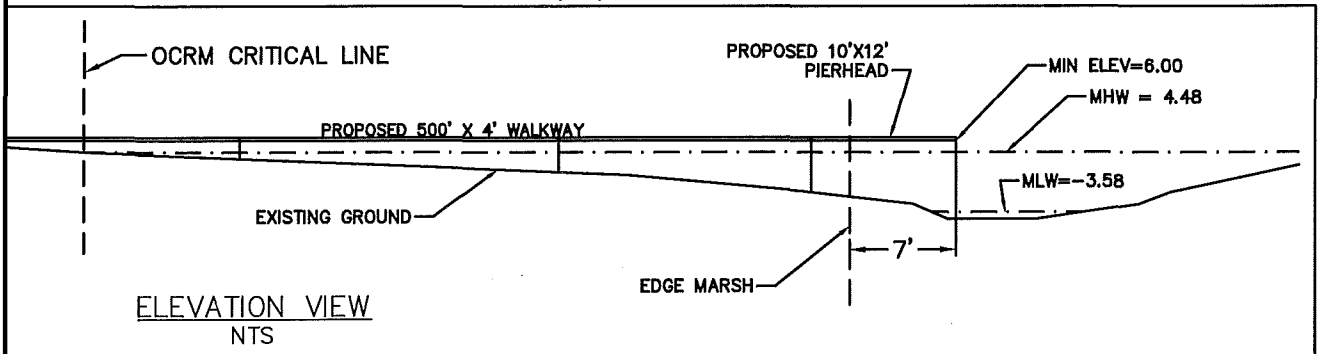 OCRM CRITICAL LINE
PROPOSED 10'X12'
PIERHEAD
MIN ELEV=6.00
MHW = 4.48
PROPOSED 500' X 4' WALKWAY
MLW=-3.58
EXISTING GROUND
7'
EDGE MARSH
ELEVATION VIEW
NTS